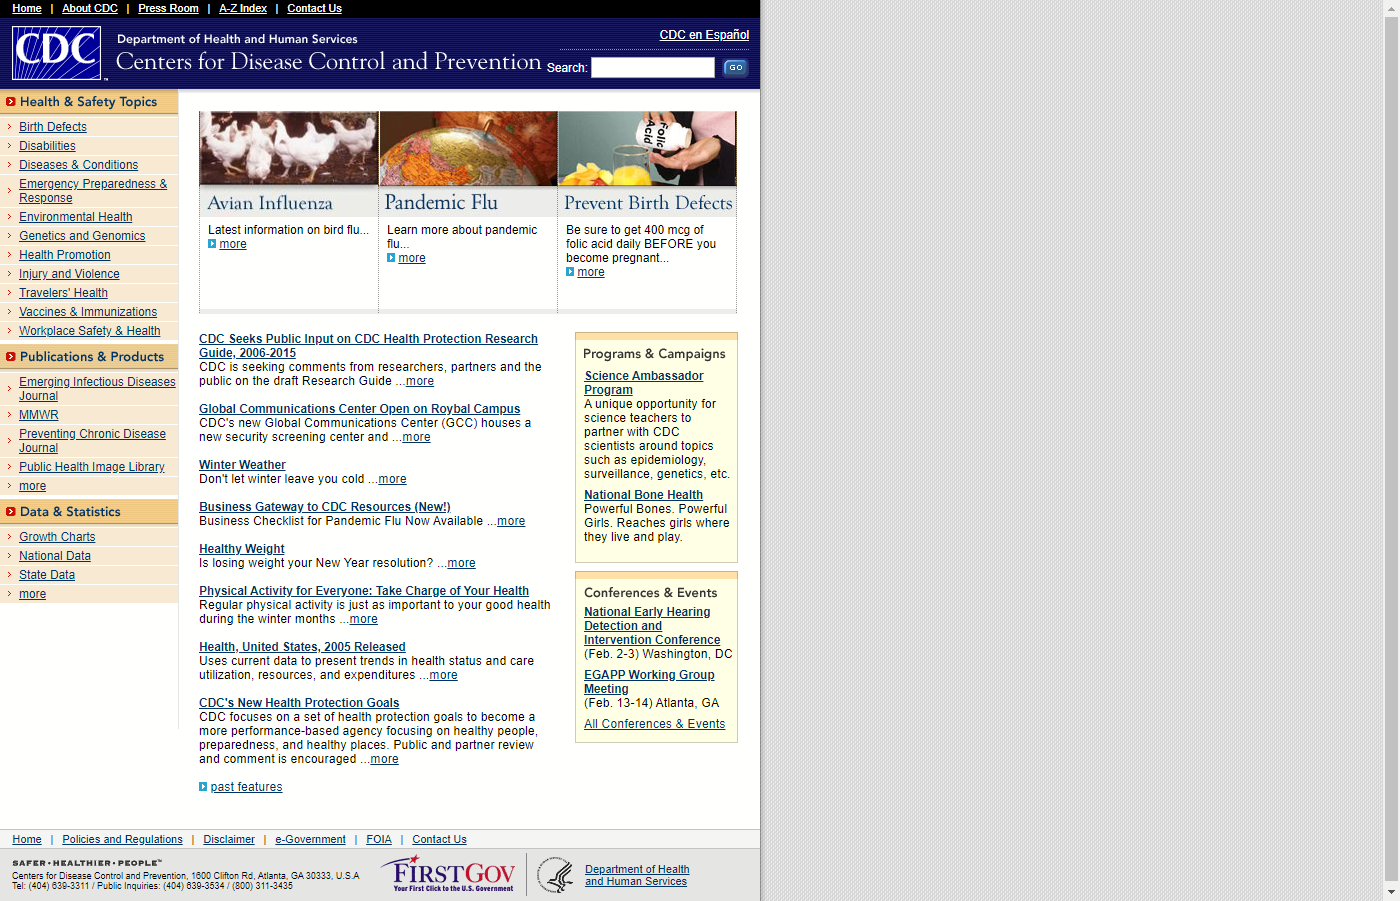 Home | About CDC | Press Room | A-Z Index | Contact Us
CDC
Department of Health and Human Services
Centers for Disease Control and Prevention
CDC en Español
Search: GO
Health & Safety Topics
Birth Defects
Disabilities
Diseases & Conditions
Emergency Preparedness &
Response
Environmental Health
Genetics and Genomics
Health Promotion
Injury and Violence
Travelers' Health
Vaccines & Immunizations
Workplace Safety & Health
Publications & Products
Emerging Infectious Diseases
Journal
MMWR
Preventing Chronic Disease
Journal
Public Health Image Library
more
Data & Statistics
Growth Charts
National Data
State Data
more
Avian Influenza
Latest information on bird flu...
more
Pandemic Flu
Learn more about pandemic
flu...
more
Folic
Acid
Prevent Birth Defects
Be sure to get 400 mcg of
folic acid daily BEFORE you
become pregnant...
more
CDC Seeks Public Input on CDC Health Protection Research
Guide, 2006-2015
CDC is seeking comments from researchers, partners and the
public on the draft Research Guide ...more
Global Communications Center Open on Roybal Campus
CDC's new Global Communications Center (GCC) houses a
new security screening center and ...more
Winter Weather
Don't let winter leave you cold ...more
Business Gateway to CDC Resources (New!)
Business Checklist for Pandemic Flu Now Available ...more
Healthy Weight
Is losing weight your New Year resolution? ...more
Physical Activity for Everyone: Take Charge of Your Health
Regular physical activity is just as important to your good health
during the winter months ...more
Health, United States, 2005 Released
Uses current data to present trends in health status and care
utilization, resources, and expenditures ...more
CDC's New Health Protection Goals
CDC focuses on a set of health protection goals to become a
more performance-based agency focusing on healthy people,
preparedness, and healthy places. Public and partner review
and comment is encouraged ...more
past features
Programs & Campaigns
Science Ambassador
Program
A unique opportunity for
science teachers to
partner with CDC
scientists around topics
such as epidemiology,
surveillance, genetics, etc.
National Bone Health
Powerful Bones. Powerful
Girls. Reaches girls where
they live and play.
Conferences & Events
National Early Hearing
Detection and
Intervention Conference
(Feb. 2-3) Washington, DC
EGAPP Working Group
Meeting
(Feb. 13-14) Atlanta, GA
All Conferences & Events
Home | Policies and Regulations | Disclaimer | e-Government | FOIA | Contact Us
SAFER•HEALTHIER•PEOPLE™
Centers for Disease Control and Prevention, 1600 Clifton Rd, Atlanta, GA 30333, U.S.A
Tel: (404) 639-3311 / Public Inquiries: (404) 639-3534 / (800) 311-3435
FIRSTGOV
Your First Click to the U.S. Government
Department of Health
and Human Services